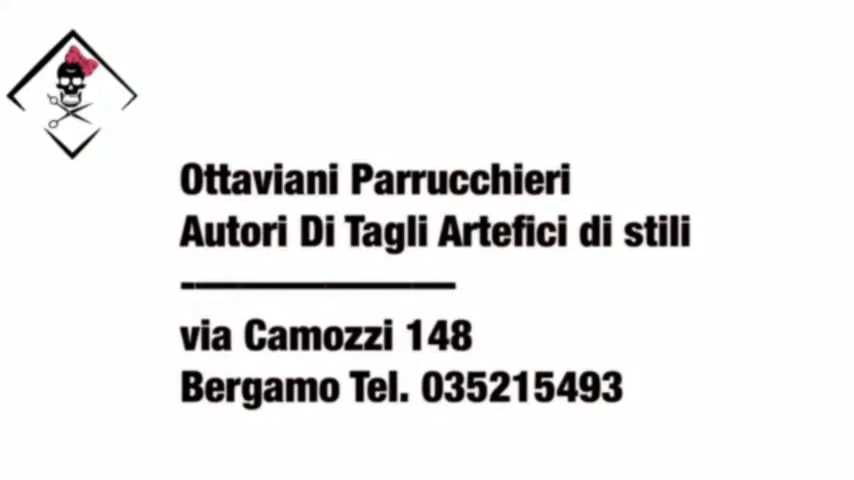 Ottaviani Parrucchieri
Autori Di Tagli Artefici di stili
-——————————
via Camozzi 148
Bergamo Tel. 035215493